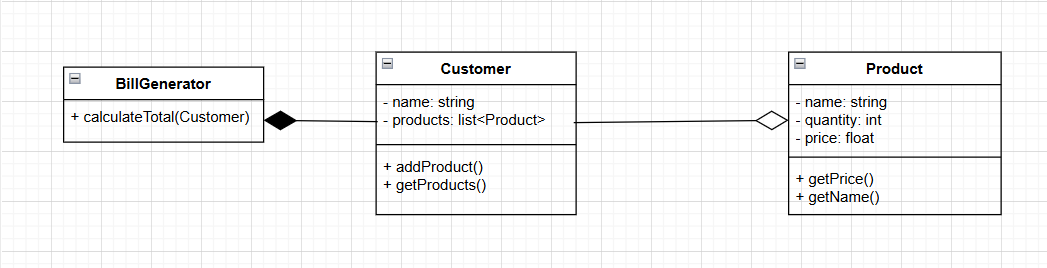 BillGenerator
+ calculateTotal(Customer)
Customer
- name: string
- products: list<Product>
+ addProduct()
+ getProducts()
Product
- name: string
- quantity: int
- price: float
+ getPrice()
+ getName()